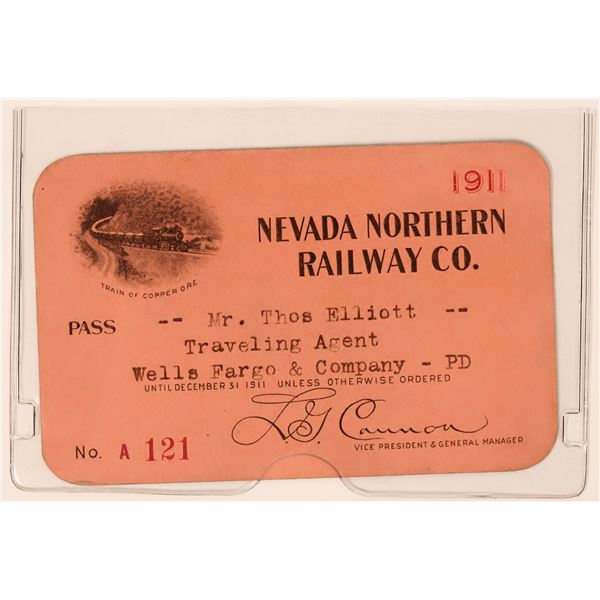 1911
NEVADA NORTHERN
RAILWAY CO.
TRAIN OF COPPER ORE
PASS -- Mr. Thos Elliott --
Traveling Agent
Wells Fargo & Company - PD
UNTIL DECEMBER 31 1911 UNLESS OTHERWISE ORDERED
L G Cannon
VICE PRESIDENT & GENERAL MANAGER
No. A 121